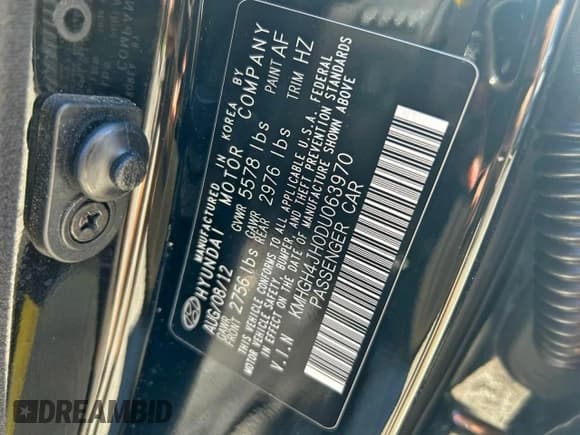 MANUFACTURED IN KOREA BY
HYUNDAI MOTOR COMPANY
AUG/08/12 GVWR 5578 lbs PAINT AF
GAWR FRONT 2756 lbs GAWR REAR 2976 lbs TRIM HZ
THIS VEHICLE CONFORMS TO ALL APPLICABLE U.S.A. FEDERAL
MOTOR VEHICLE SAFETY BUMPER, AND THEFT PREVENTION STANDARDS
IN EFFECT ON THE DATE OF MANUFACTURE SHOWN ABOVE
V.I.N KMHGH4JH0DU063970
PASSENGER CAR
DREAMBID